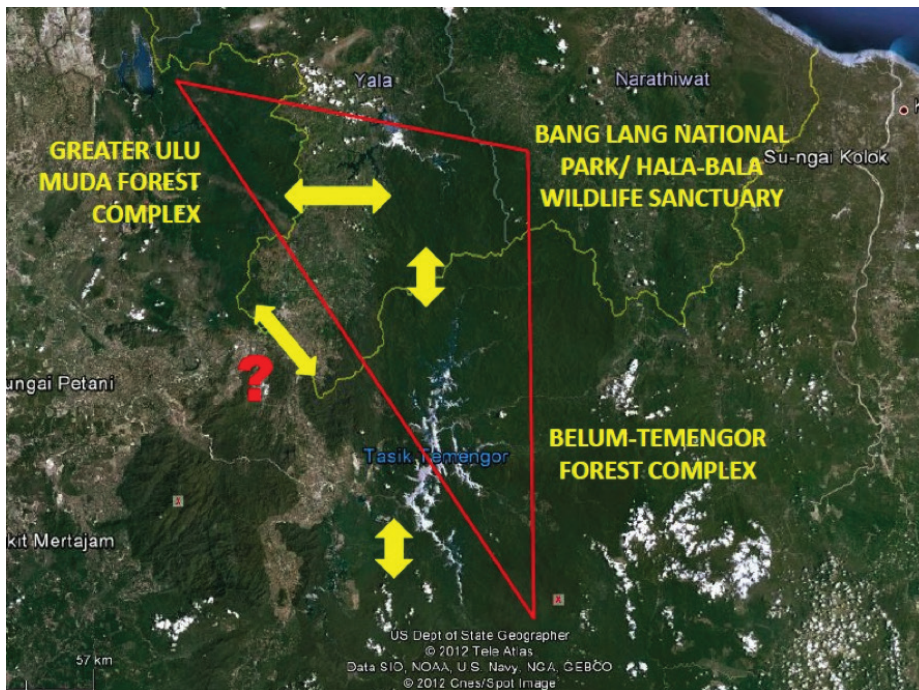 Yala
Narathiwat
GREATER ULU
MUDA FOREST
COMPLEX
BANG LANG NATIONAL
PARK/ HALA-BALA
WILDLIFE SANCTUARY
Su-ngai Kolok
?
ungai Petani
BELUM-TEMENGOR
FOREST COMPLEX
Tasik Temengor
kit Mertajam
57 km
US Dept of State Geographer
© 2012 Tele Atlas
Data SIO, NOAA, U.S. Navy, NGA, GEBCO
© 2012 Cnes/Spot Image